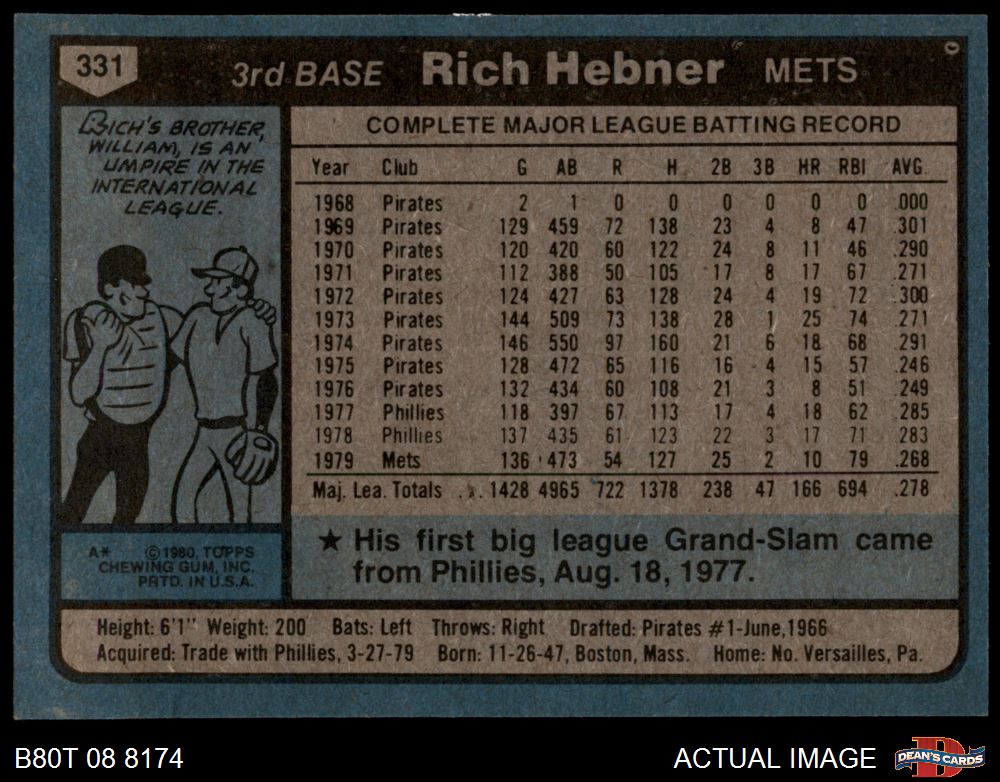 331 3rd BASE Rich Hebner METS
RICH'S BROTHER,
WILLIAM, IS AN
UMPIRE IN THE
INTERNATIONAL
LEAGUE.
COMPLETE MAJOR LEAGUE BATTING RECORD
Year Club G AB R H 2B 3B HR RBI AVG.
1968 Pirates 2 1 0 0 0 0 0 0 .000
1969 Pirates 129 459 72 138 23 4 8 47 .301
1970 Pirates 120 420 60 122 24 8 11 46 .290
1971 Pirates 112 388 50 105 17 8 17 67 .271
1972 Pirates 124 427 63 128 24 4 19 72 .300
1973 Pirates 144 509 73 138 28 1 25 74 .271
1974 Pirates 146 550 97 160 21 6 18 68 .291
1975 Pirates 128 472 65 116 16 4 15 57 .246
1976 Pirates 132 434 60 108 21 3 8 51 .249
1977 Phillies 118 397 67 113 17 4 18 62 .285
1978 Phillies 137 435 61 123 22 3 17 71 .283
1979 Mets 136 473 54 127 25 2 10 79 .268
Maj. Lea. Totals . . . 1428 4965 722 1378 238 47 166 694 .278
★ His first big league Grand-Slam came
from Phillies, Aug. 18, 1977.
A* © 1980, TOPPS
CHEWING GUM, INC.
PRTD. IN U.S.A.
Height: 6'1" Weight: 200 Bats: Left Throws: Right Drafted: Pirates #1-June,1966
Acquired: Trade with Phillies, 3-27-79 Born: 11-26-47, Boston, Mass. Home: No. Versailles, Pa.
B80T 08 8174 ACTUAL IMAGE D DEAN'S CARDS